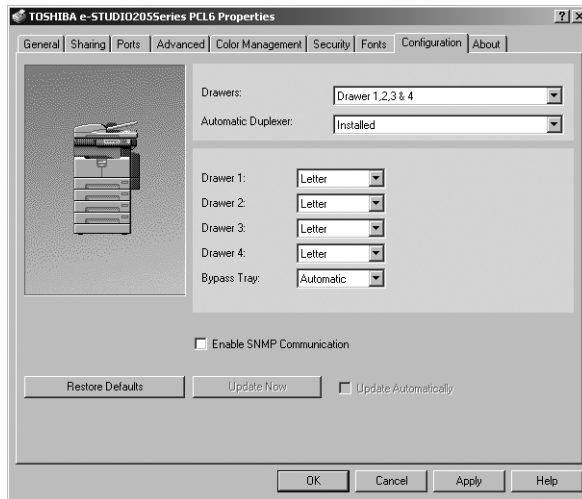 TOSHIBA e-STUDIO205Series PCL6 Properties
General Sharing Ports Advanced Color Management Security Fonts Configuration About
Drawers: Drawer 1,2,3 & 4
Automatic Duplexer: Installed
Drawer 1: Letter
Drawer 2: Letter
Drawer 3: Letter
Drawer 4: Letter
Bypass Tray: Automatic
Enable SNMP Communication
Restore Defaults Update Now Update Automatically
OK Cancel Apply Help